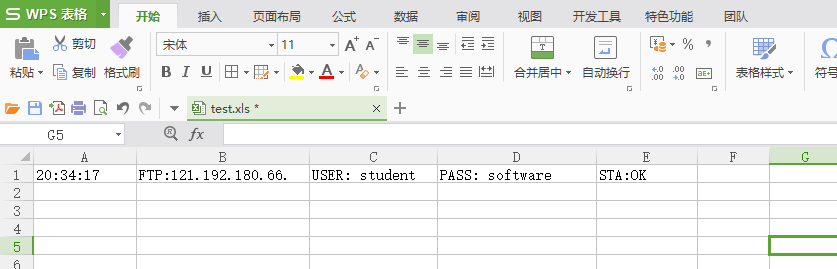 S WPS 表格 开始 插入 页面布局 公式 数据 审阅 视图 开发工具 特色功能 团队
剪切 宋体 11 A+ A- % ,
粘贴 复制 格式刷 B I U A 合并居中 自动换行 .00 .0 表格样式 符号
test.xls *
G5 fx
A B C D E F G
1 20:34:17 FTP:121.192.180.66. USER: student PASS: software STA:OK
2
3
4
5
6